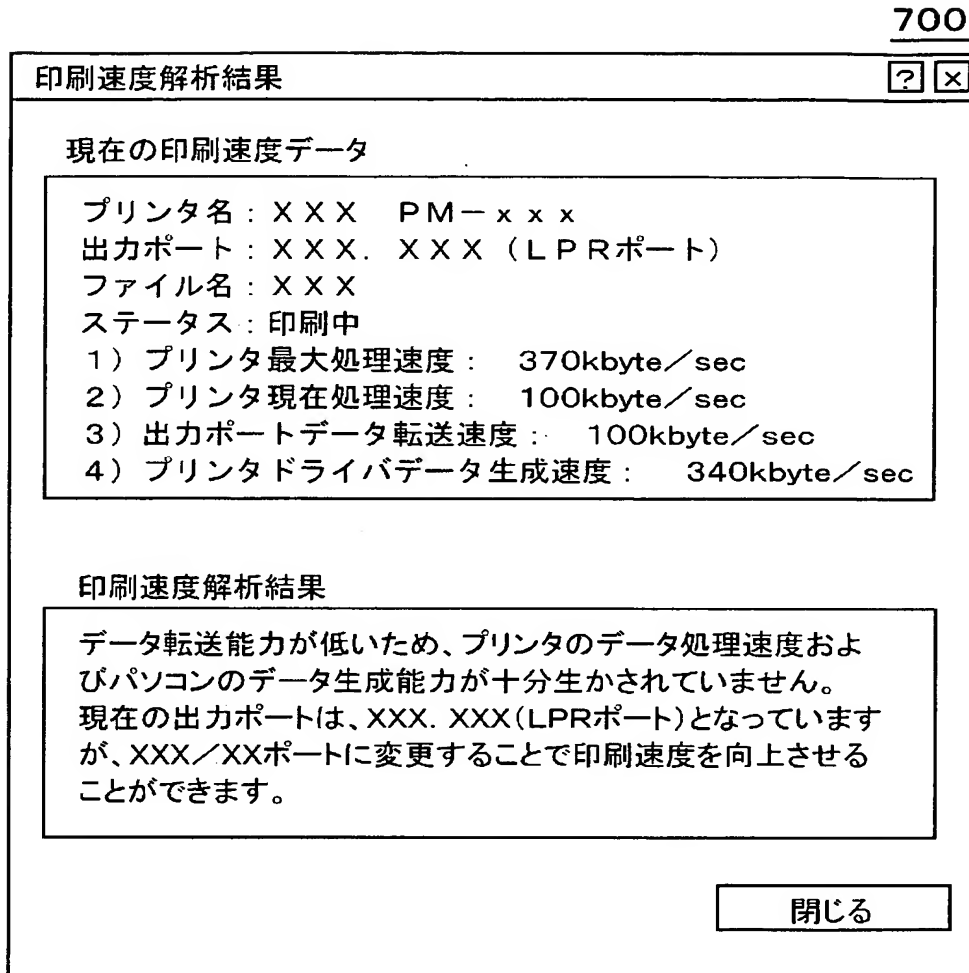 700
印刷速度解析結果
? ×
現在の印刷速度データ
プリンタ名：ＸＸＸ　ＰＭ－ｘｘｘ
出力ポート：ＸＸＸ．ＸＸＸ（ＬＰＲポート）
ファイル名：ＸＸＸ
ステータス：印刷中
１）プリンタ最大処理速度：　370kbyte／sec
２）プリンタ現在処理速度：　100kbyte／sec
３）出力ポートデータ転送速度：　100kbyte／sec
４）プリンタドライバデータ生成速度：　340kbyte／sec
印刷速度解析結果
データ転送能力が低いため、プリンタのデータ処理速度およ
びパソコンのデータ生成能力が十分生かされていません。
現在の出力ポートは、XXX．XXX（LPRポート）となっています
が、XXX／XXポートに変更することで印刷速度を向上させる
ことができます。
閉じる